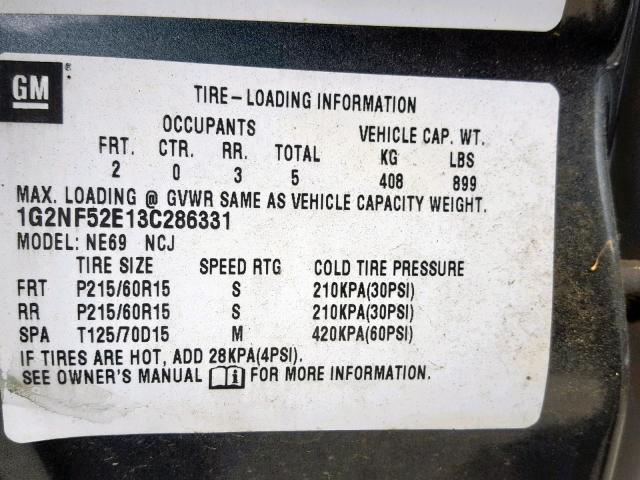 GM ®
TIRE-LOADING INFORMATION
OCCUPANTS VEHICLE CAP. WT.
FRT. CTR. RR. TOTAL KG LBS
2 0 3 5 408 899
MAX. LOADING @ GVWR SAME AS VEHICLE CAPACITY WEIGHT.
1G2NF52E13C286331
MODEL: NE69 NCJ
TIRE SIZE SPEED RTG COLD TIRE PRESSURE
FRT P215/60R15 S 210KPA(30PSI)
RR P215/60R15 S 210KPA(30PSI)
SPA T125/70D15 M 420KPA(60PSI)
IF TIRES ARE HOT, ADD 28KPA(4PSI).
SEE OWNER'S MANUAL i FOR MORE INFORMATION.